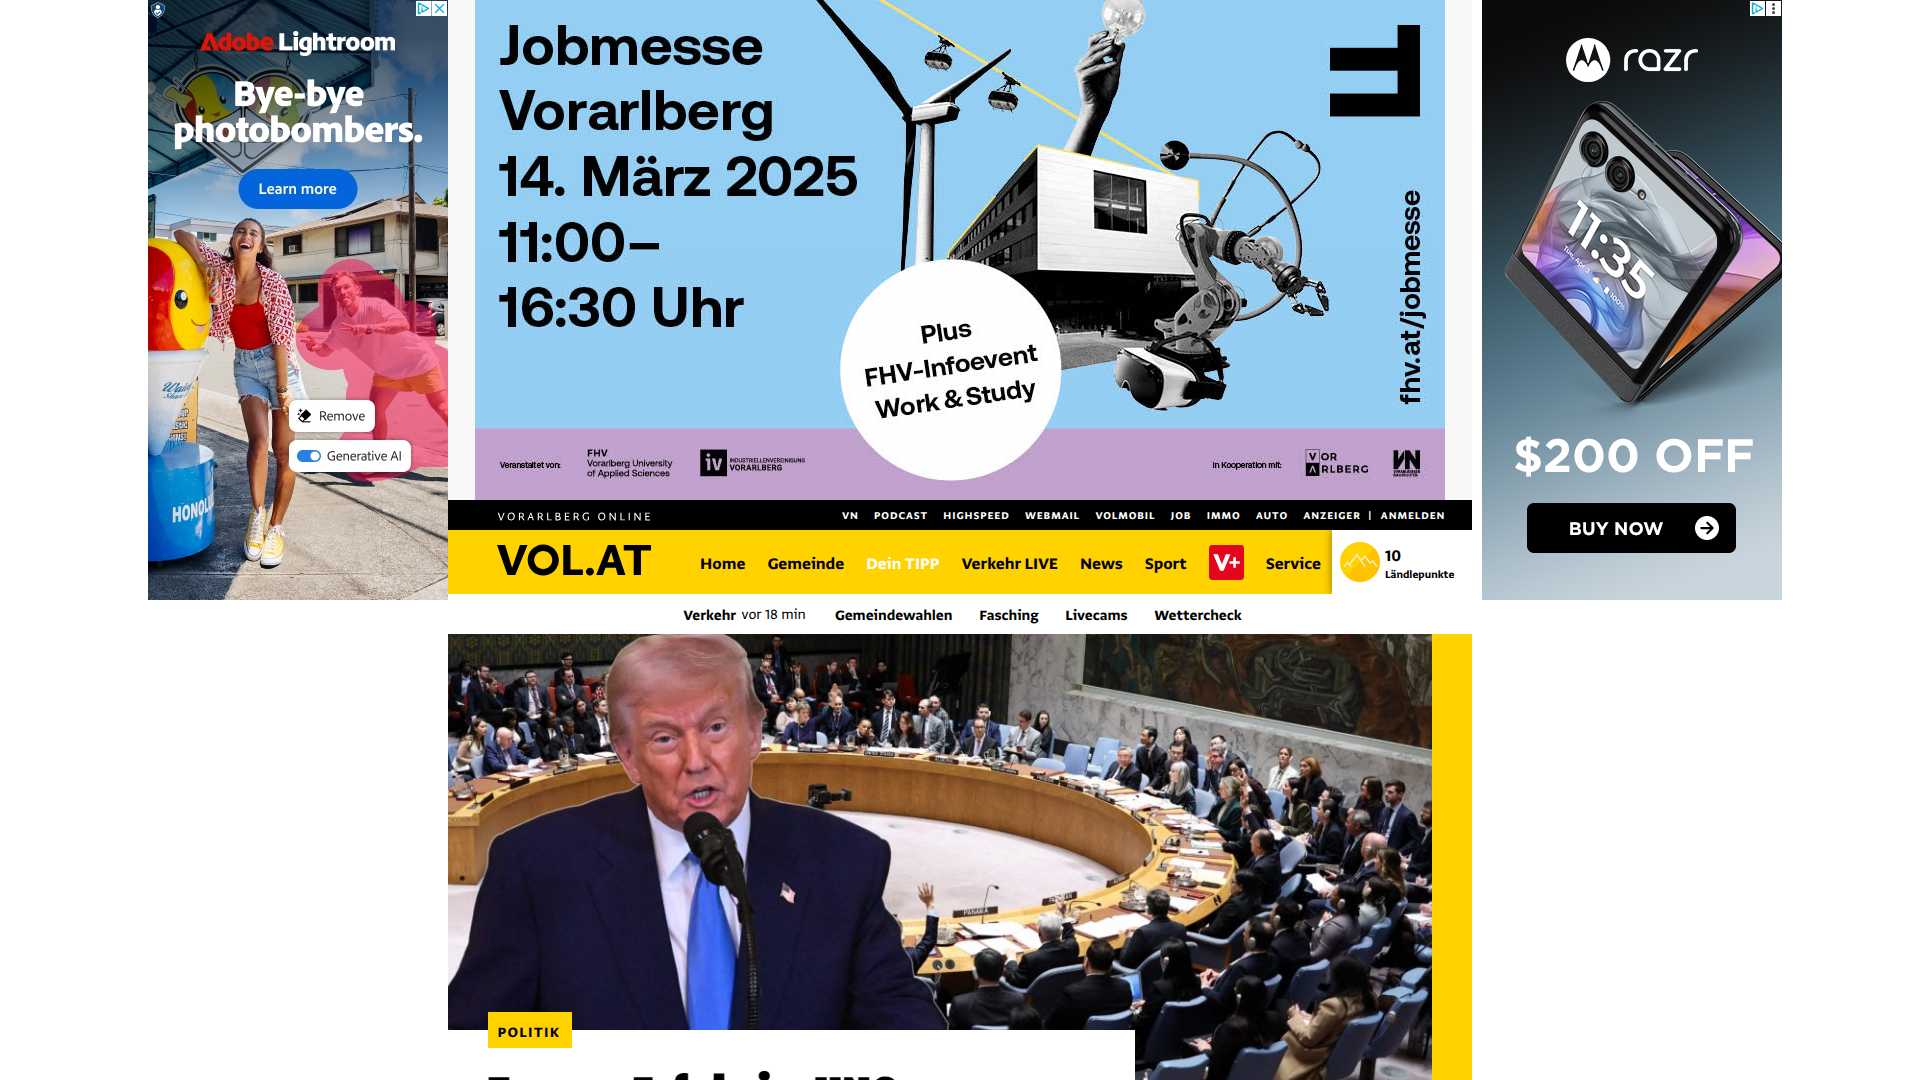 Adobe Lightroom
Bye-bye
photobombers.
Learn more
Remove
Generative AI
HONOL
Jobmesse
Vorarlberg
14. März 2025
11:00–
16:30 Uhr
Plus
FHV-Infoevent
Work & Study
fhv.at/jobmesse
Veranstaltet von:
FHV
Vorarlberg University
of Applied Sciences
iv
INDUSTRIELLENVEREINIGUNG
VORARLBERG
In Kooperation mit:
VOR
ARLBERG
VN
razr
11:35
$200 OFF
BUY NOW
VORARLBERG ONLINE
VN PODCAST HIGHSPEED WEBMAIL VOLMOBIL JOB IMMO AUTO ANZEIGER | ANMELDEN
VOL.AT
Home Gemeinde Dein TIPP Verkehr LIVE News Sport V+ Service
10
Ländlepunkte
Verkehr vor 18 min Gemeindewahlen Fasching Livecams Wettercheck
PANAMA
POLITIK